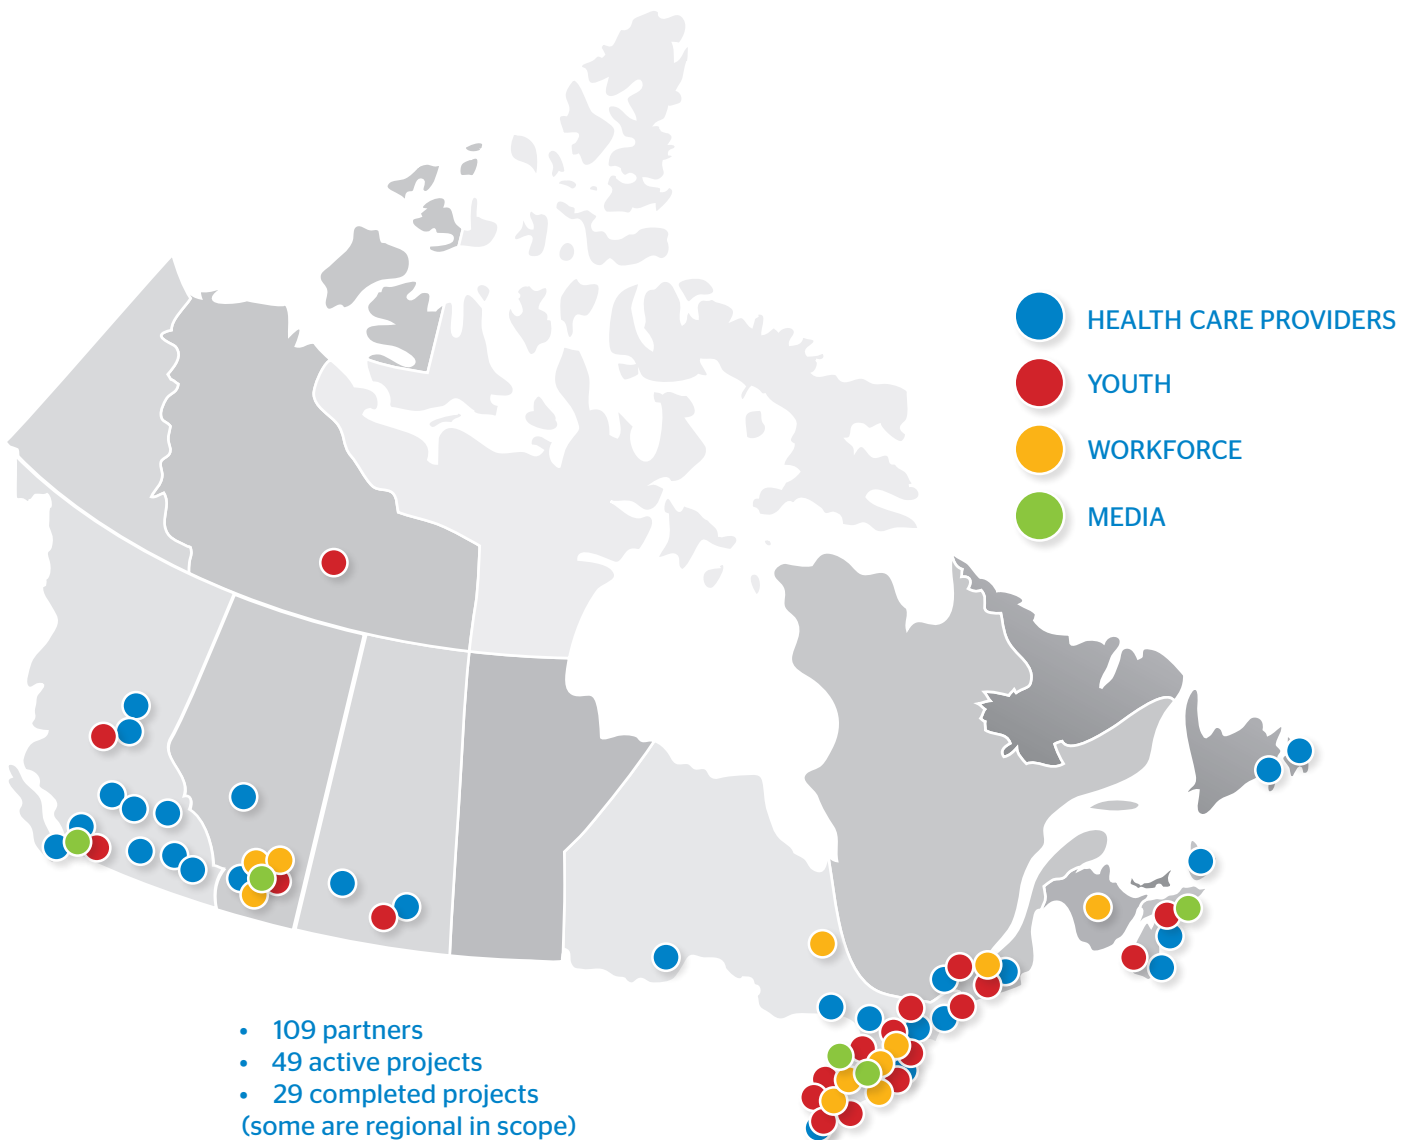 HEALTH CARE PROVIDERS
YOUTH
WORKFORCE
MEDIA
• 109 partners
• 49 active projects
• 29 completed projects
(some are regional in scope)